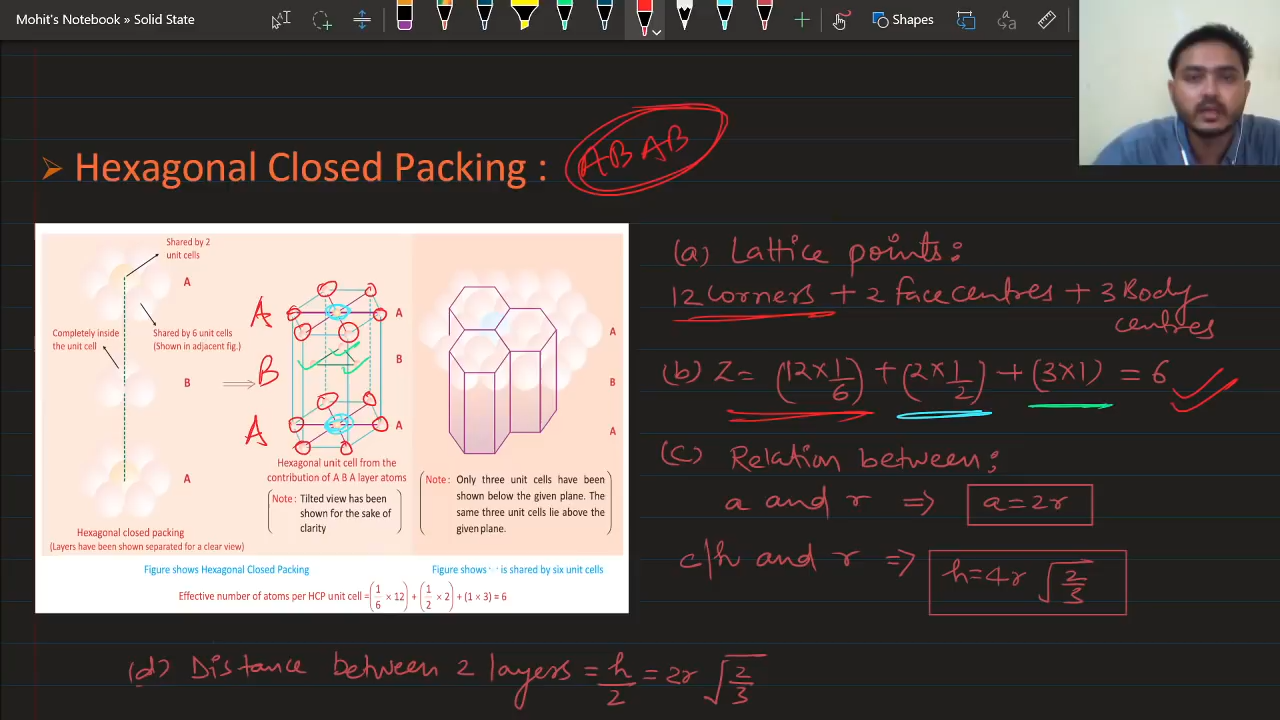 Mohit's Notebook » Solid State
Shapes
➢ Hexagonal Closed Packing : ABAB
Shared by 2
unit cells
A
Completely inside
the unit cell
Shared by 6 unit cells
(Shown in adjacent fig.)
B
A
Hexagonal closed packing
(Layers have been shown separated for a clear view)
A A
B B
A A
Hexagonal unit cell from the
contribution of A B A layer atoms
Note: Tilted view has been
shown for the sake of
clarity
A
B
A
Note: Only three unit cells have been
shown below the given plane. The
same three unit cells lie above the
given plane.
Figure shows Hexagonal Closed Packing
Figure shows is shared by six unit cells
Effective number of atoms per HCP unit cell = (1/6 × 12) + (1/2 × 2) + (1 × 3) = 6
(a) Lattice points:
12 corners + 2 face centres + 3 Body
centres
(b) Z = (12×1/6) + (2×1/2) + (3×1) = 6
(c) Relation between:
a and r ⇒ a=2r
c/h and r ⇒ h=4r √2/3
(d) Distance between 2 layers = h/2 = 2r √2/3